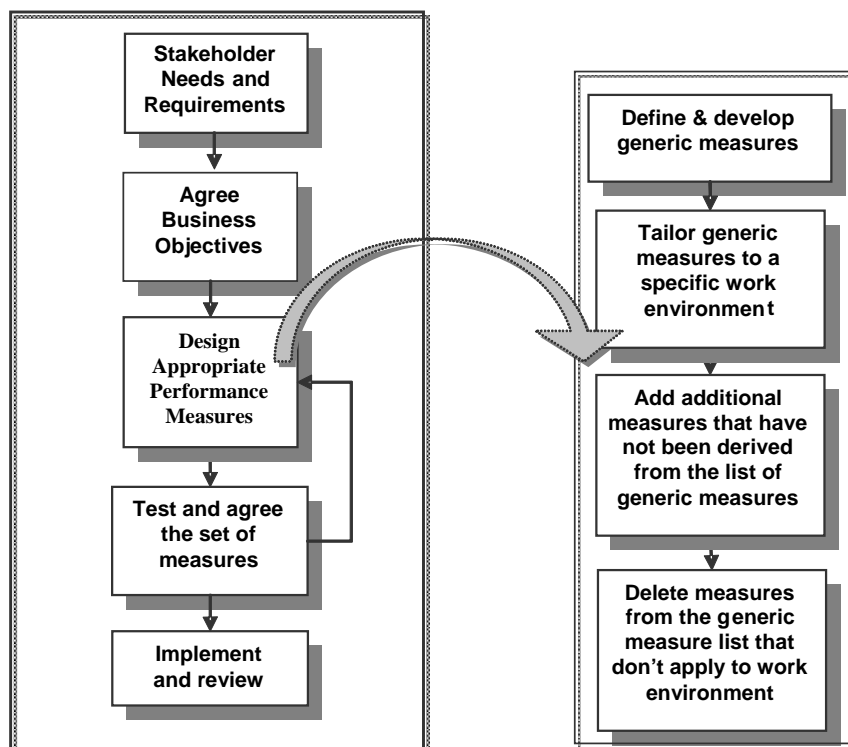 Stakeholder
Needs and
Requirements
Agree
Business
Objectives
Design
Appropriate
Performance
Measures
Test and agree
the set of
measures
Implement
and review
Define & develop
generic measures
Tailor generic
measures to a
specific work
environment
Add additional
measures that have
not been derived
from the list of
generic measures
Delete measures
from the generic
measure list that
don’t apply to work
environment